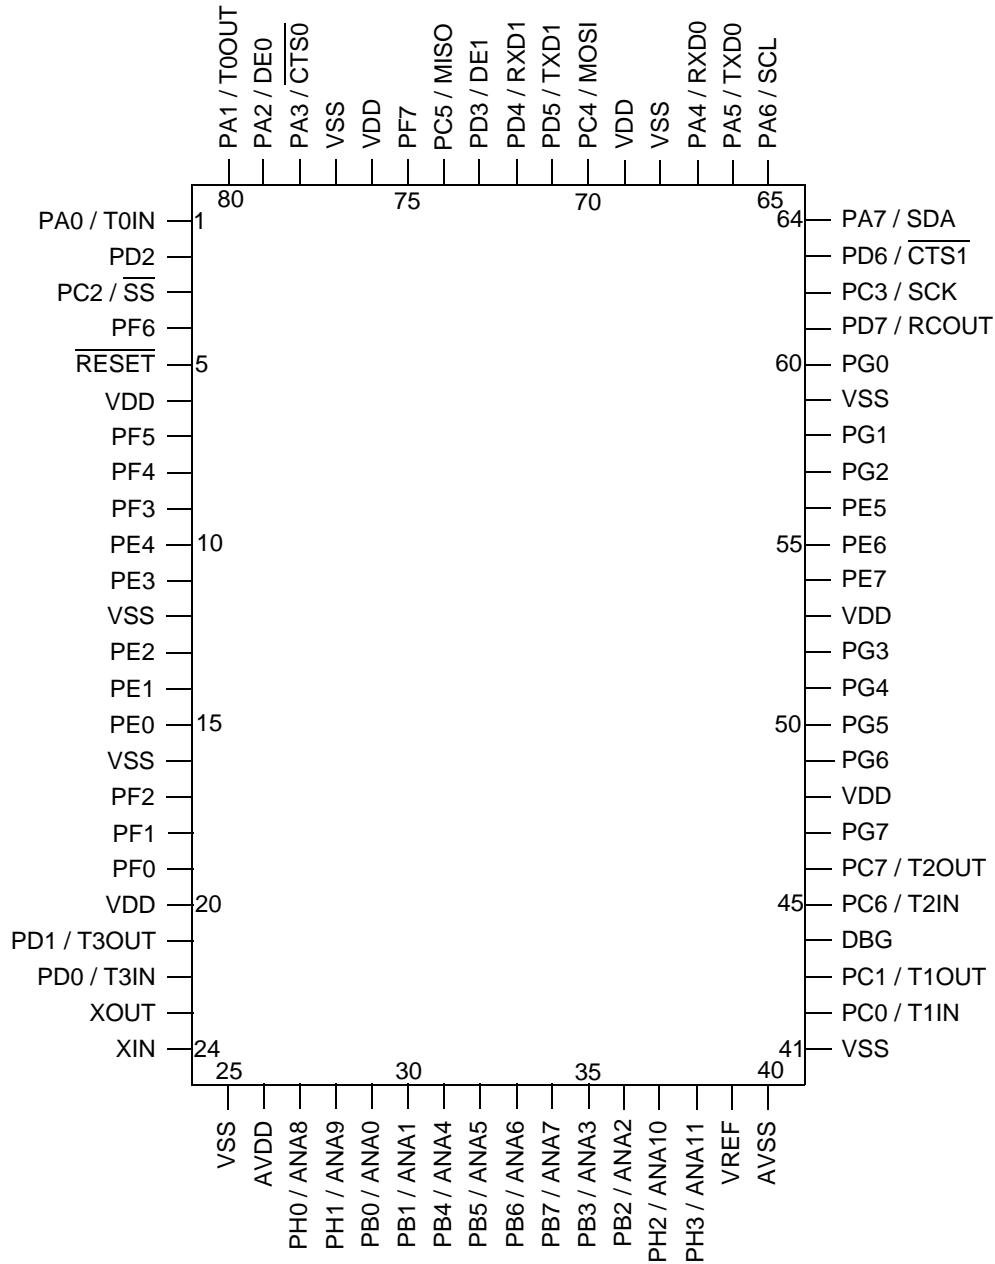 PA1 / T0OUT
PA2 / DE0
PA3 / CTS0
VSS
VDD
PF7
PC5 / MISO
PD3 / DE1
PD4 / RXD1
PD5 / TXD1
PC4 / MOSI
VDD
VSS
PA4 / RXD0
PA5 / TXD0
PA6 / SCL
80
75
70
65
PA0 / T0IN 1
PD2
PC2 / SS
PF6
RESET 5
VDD
PF5
PF4
PF3
PE4 10
PE3
VSS
PE2
PE1
PE0 15
VSS
PF2
PF1
PF0
VDD 20
PD1 / T3OUT
PD0 / T3IN
XOUT
XIN 24
64 PA7 / SDA
PD6 / CTS1
PC3 / SCK
PD7 / RCOUT
60 PG0
VSS
PG1
PG2
PE5
55 PE6
PE7
VDD
PG3
PG4
50 PG5
PG6
VDD
PG7
PC7 / T2OUT
45 PC6 / T2IN
DBG
PC1 / T1OUT
PC0 / T1IN
41 VSS
25
30
35
40
VSS
AVDD
PH0 / ANA8
PH1 / ANA9
PB0 / ANA0
PB1 / ANA1
PB4 / ANA4
PB5 / ANA5
PB6 / ANA6
PB7 / ANA7
PB3 / ANA3
PB2 / ANA2
PH2 / ANA10
PH3 / ANA11
VREF
AVSS